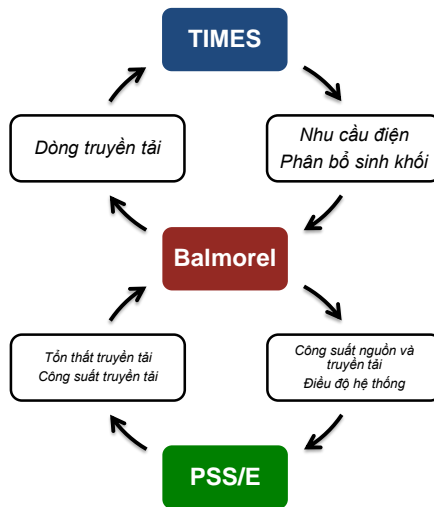 TIMES
Dòng truyền tải
Nhu cầu điện
Phân bổ sinh khối
Balmorel
Tổn thất truyền tải
Công suất truyền tải
Công suất nguồn và
truyền tải
Điều độ hệ thống
PSS/E